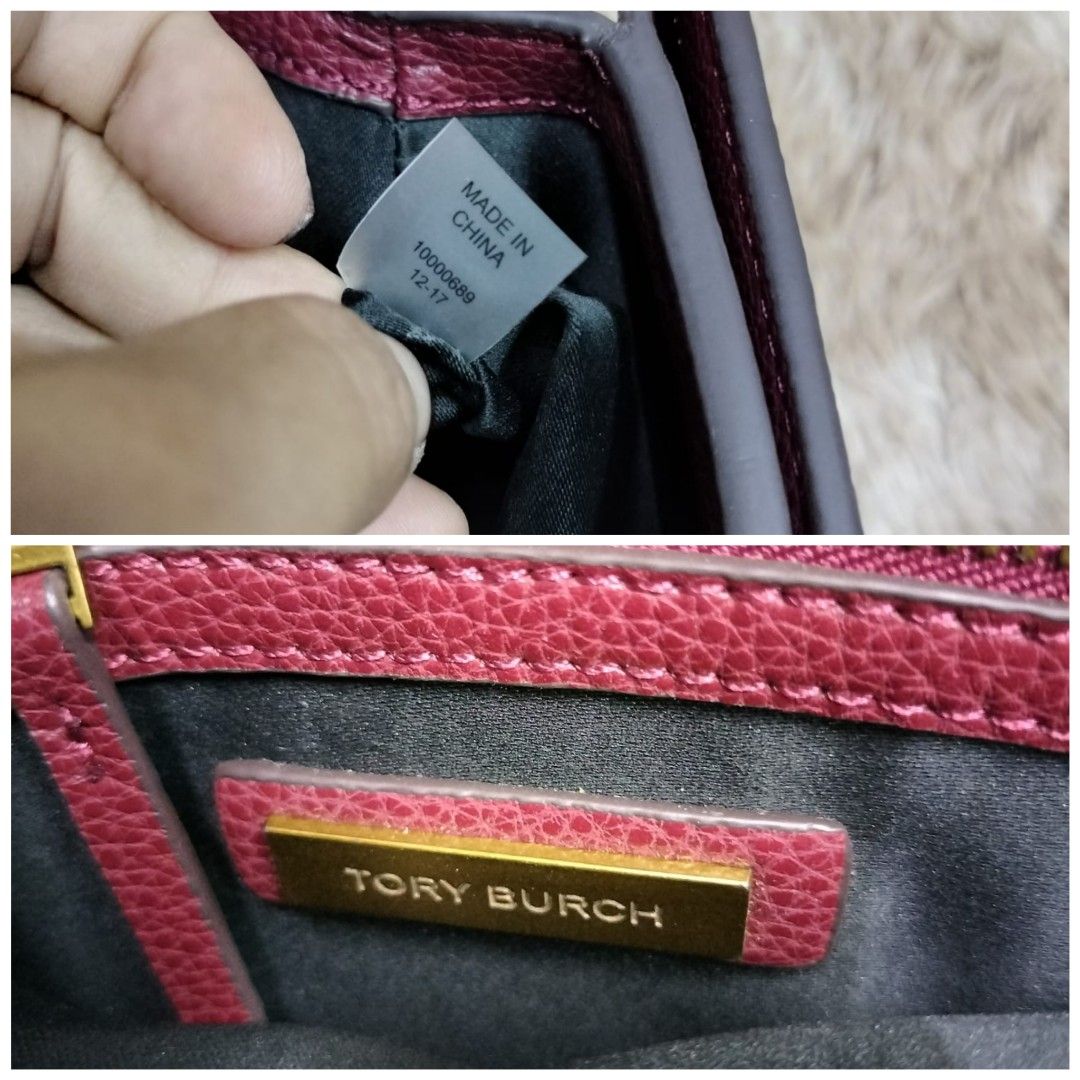 MADE IN
CHINA
10000689
12-17
TORY BURCH